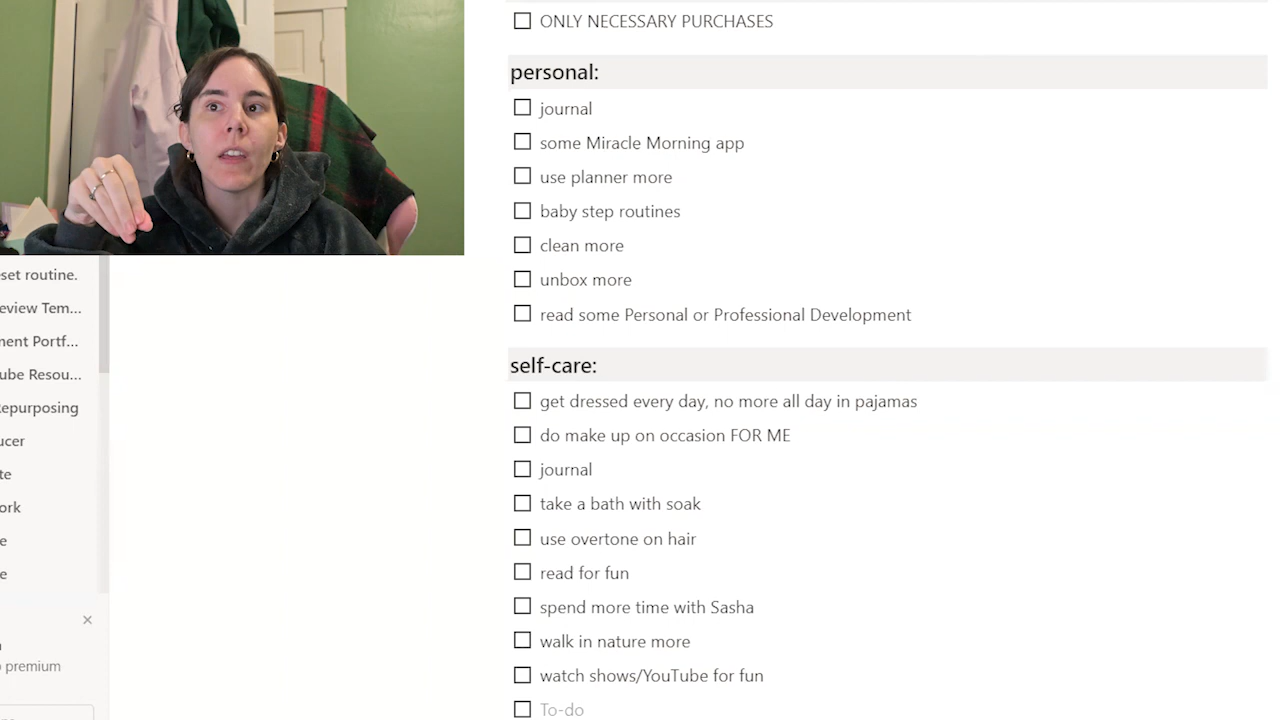 ONLY NECESSARY PURCHASES
personal:
journal
some Miracle Morning app
use planner more
baby step routines
clean more
unbox more
read some Personal or Professional Development
self-care:
get dressed every day, no more all day in pajamas
do make up on occasion FOR ME
journal
take a bath with soak
use overtone on hair
read for fun
spend more time with Sasha
walk in nature more
watch shows/YouTube for fun
To-do
set routine.
eview Tem...
nent Portf...
ube Resou...
epurposing
ucer
te
ork
e
e
premium